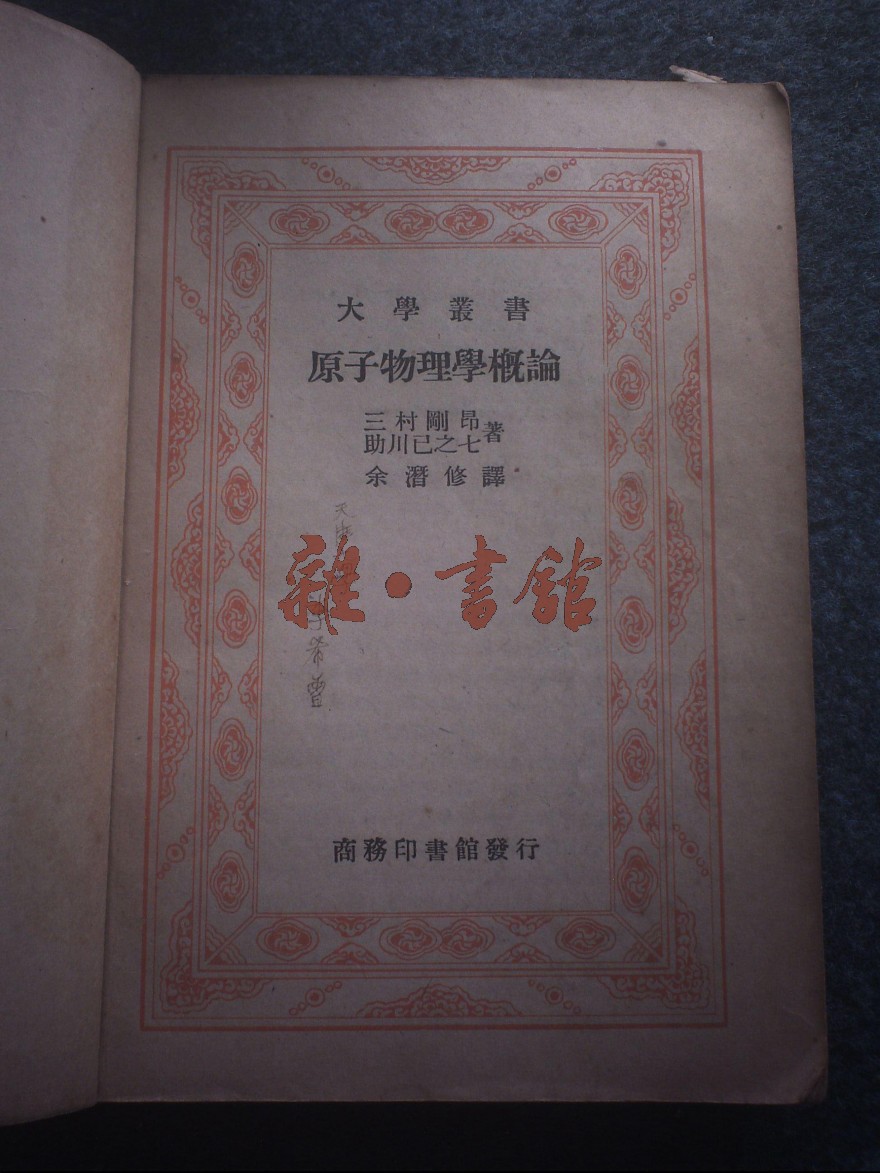 大學叢書
原子物理學概論
三村剛昂
助川已之七
著
余潛修譯
雜·書館
商務印書館發行